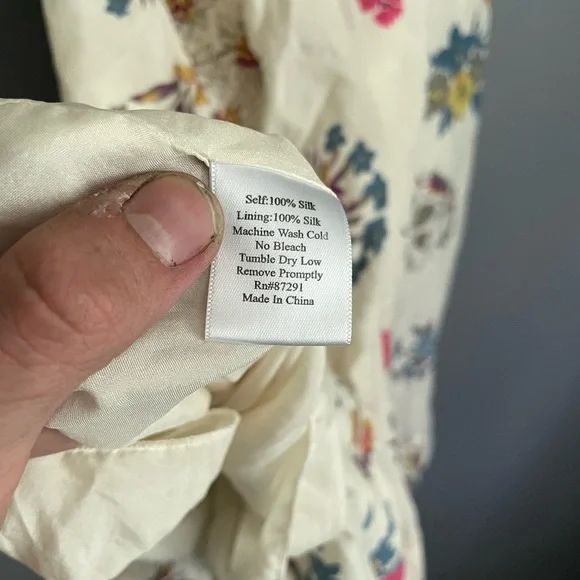 Self:100% Silk
Lining:100% Silk
Machine Wash Cold
No Bleach
Tumble Dry Low
Remove Promptly
Rn#87291
Made In China